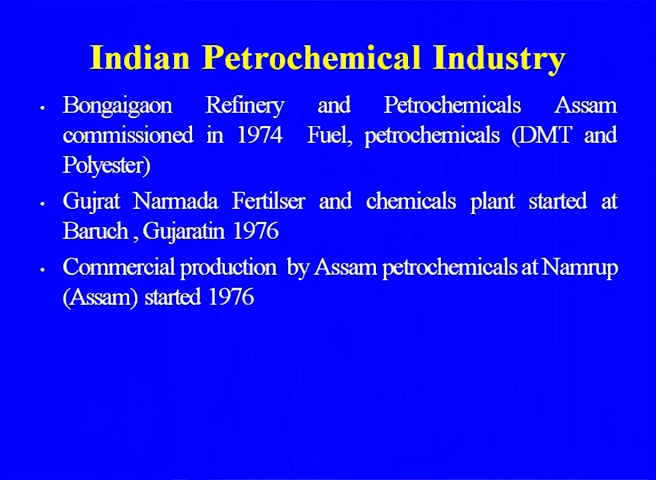 Indian Petrochemical Industry
• Bongaigaon Refinery and Petrochemicals Assam
commissioned in 1974 Fuel, petrochemicals (DMT and
Polyester)
• Gujrat Narmada Fertilser and chemicals plant started at
Baruch , Gujaratin 1976
• Commercial production by Assam petrochemicals at Namrup
(Assam) started 1976